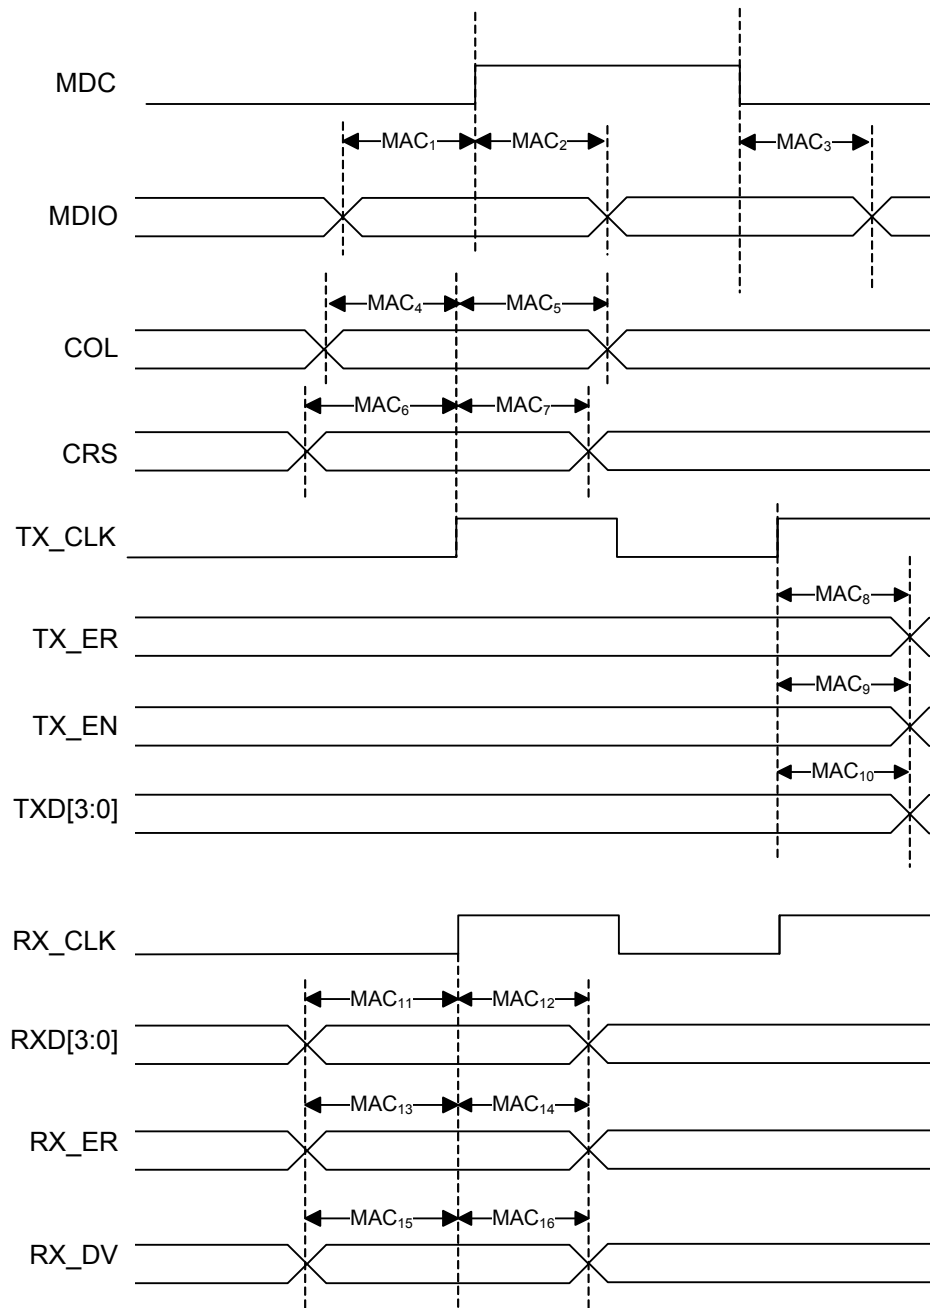 MDC
MAC₁ MAC₂ MAC₃
MDIO
MAC₄ MAC₅
COL
MAC₆ MAC₇
CRS
TX_CLK
MAC₈
TX_ER
MAC₉
TX_EN
MAC₁₀
TXD[3:0]
RX_CLK
MAC₁₁ MAC₁₂
RXD[3:0]
MAC₁₃ MAC₁₄
RX_ER
MAC₁₅ MAC₁₆
RX_DV